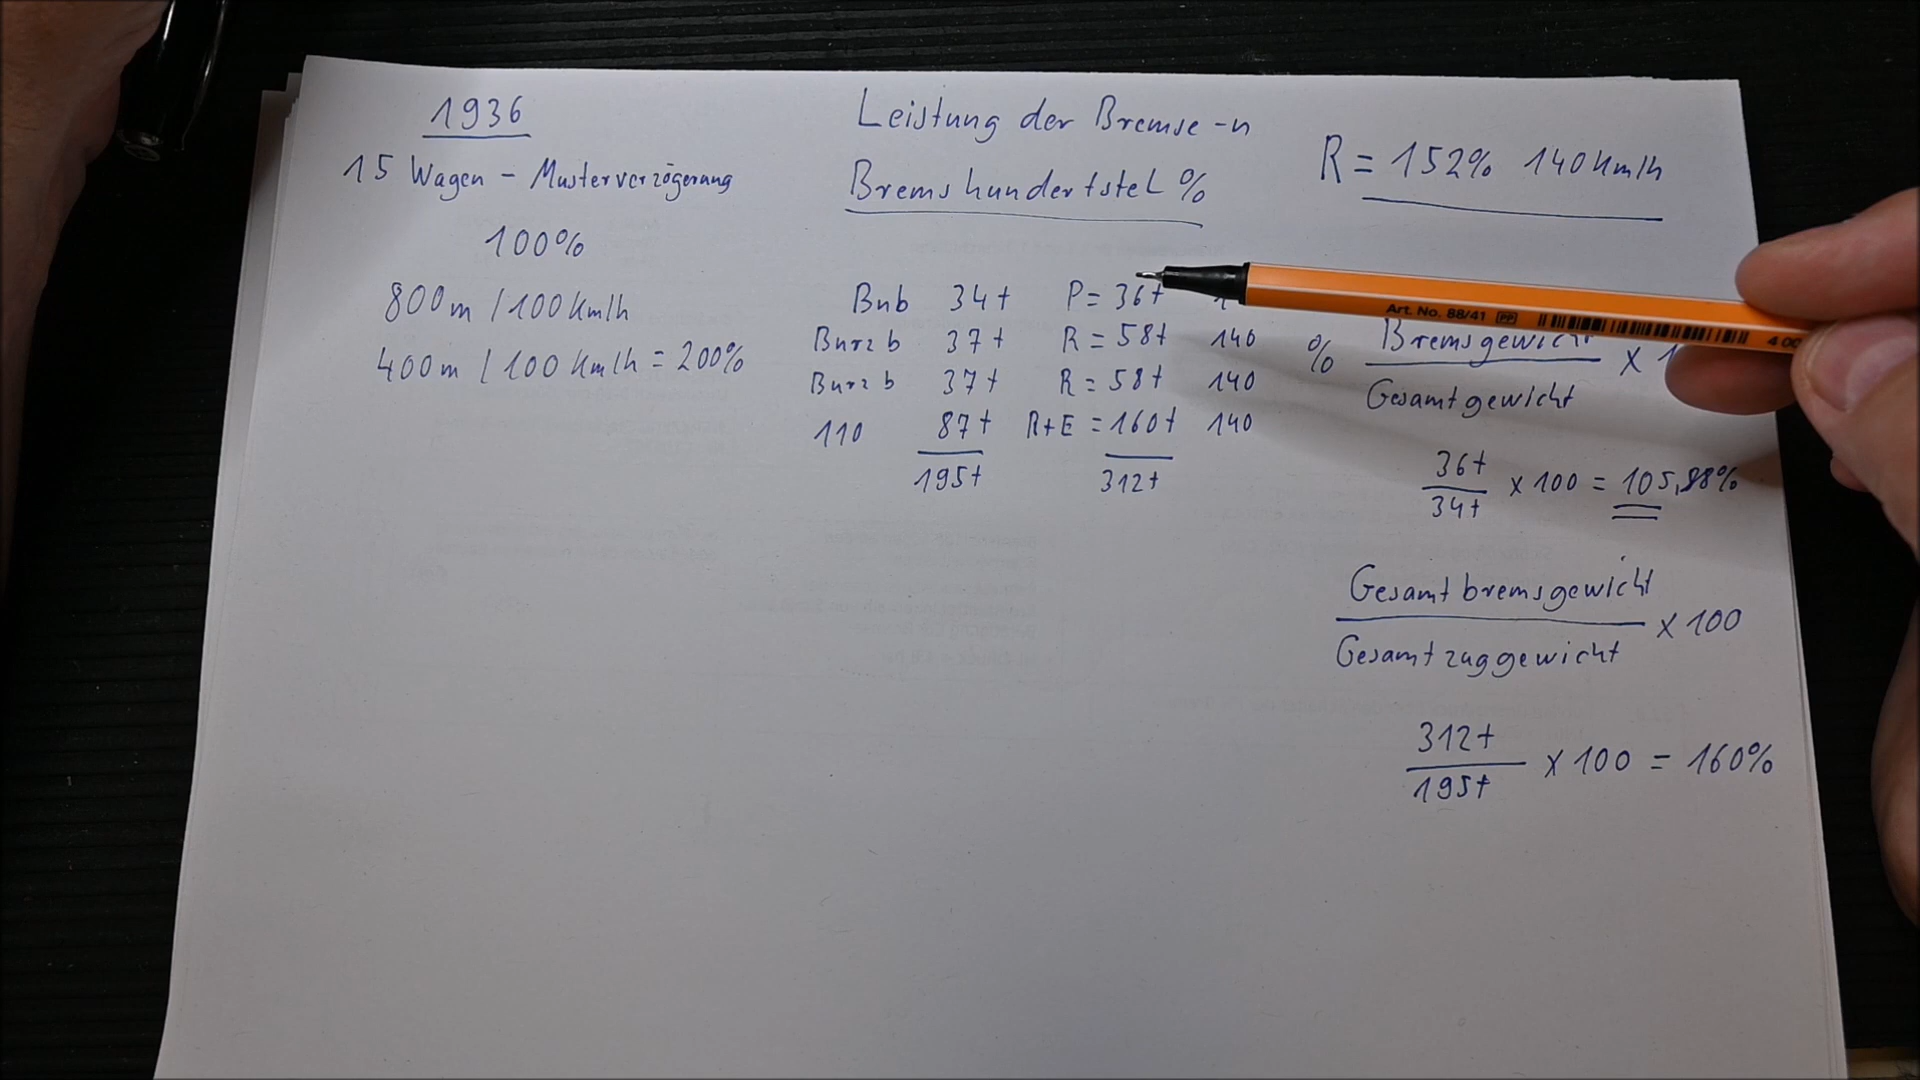 1936
15 Wagen - Musterverzögerung
100%
800m / 100 Km/h
400m / 100 Km/h = 200%
Leistung der Bremse -n
Bremshundertstel %
Bnb 34t P= 36t
Bnrzb 37t R= 58t 140
Bnrzb 37t R= 58t 140
110 87t R+E =160t 140
195t 312t
R= 152% 140 Km/h
Art. No. 88/41 PP
% Bremsgewicht x
Gesamtgewicht
36t
34t
x 100 = 105,88%
Gesamtbremsgewicht
Gesamtzuggewicht
x 100
312t
195t
x 100 = 160%